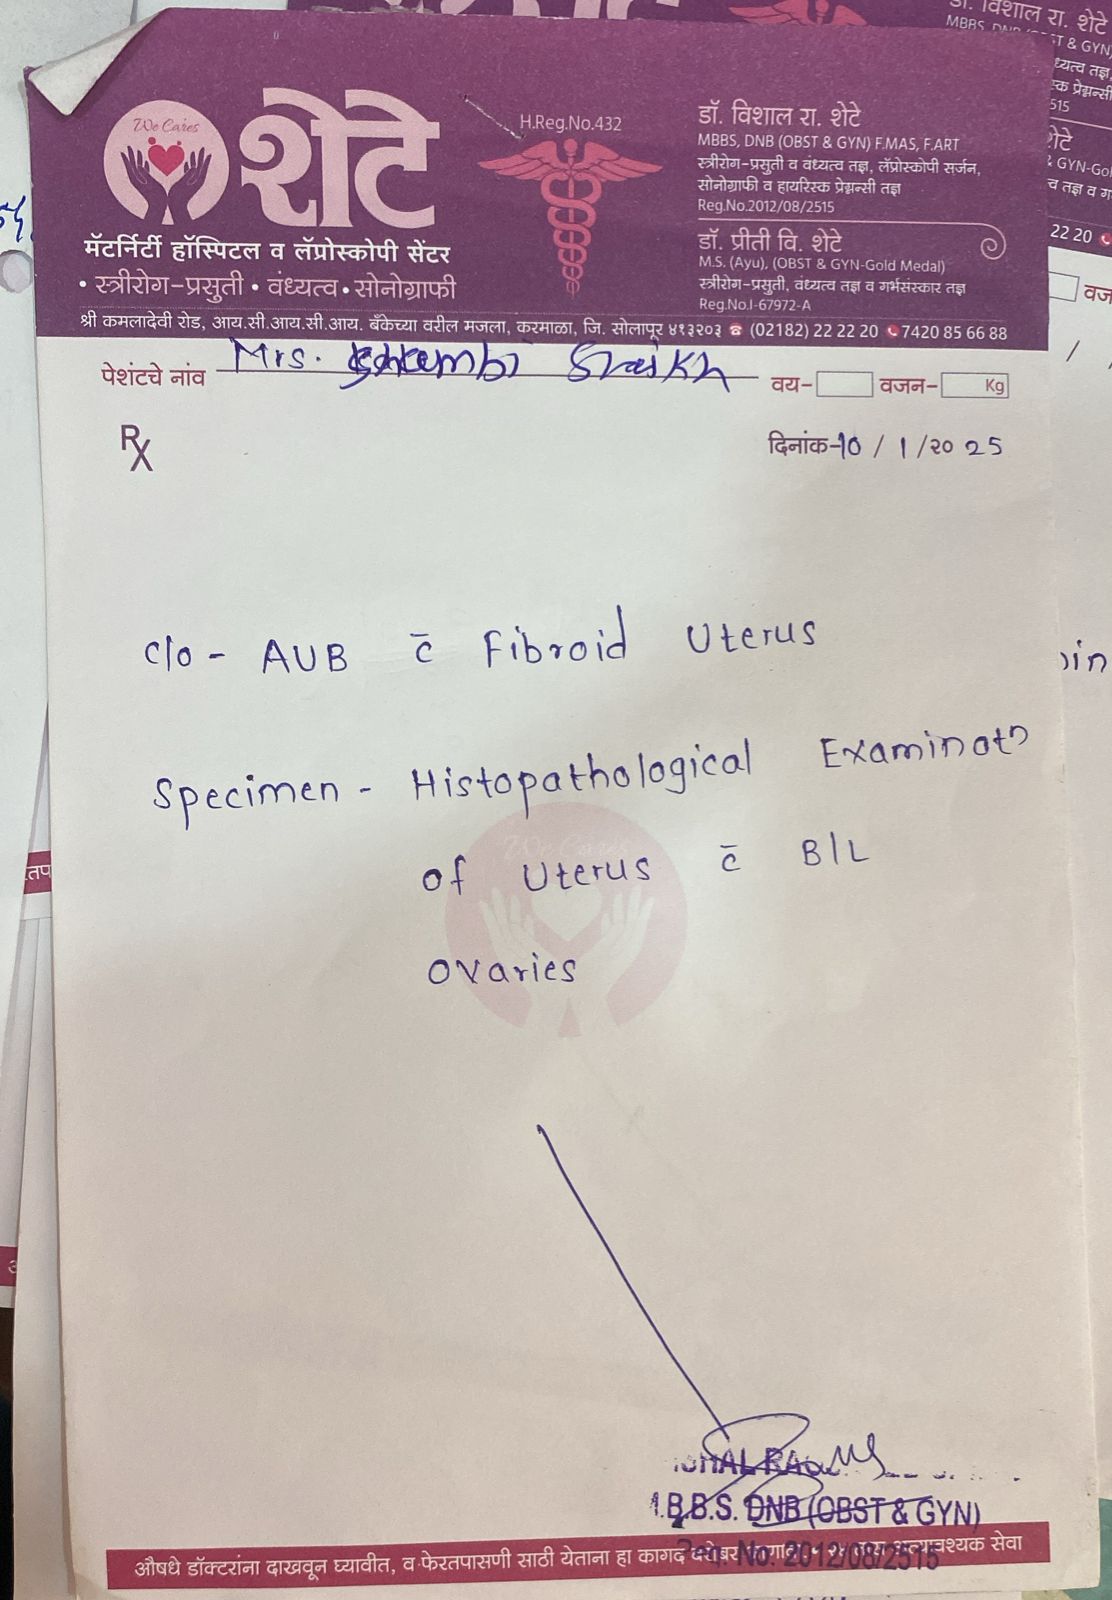 We Cares
शेटे
मॅटर्निर्टी हॉस्पिटल व लॅप्रोस्कोपी सेंटर
• स्त्रीरोग-प्रसुती • वंध्यत्व • सोनोग्राफी
H.Reg.No.432
डॉ. विशाल रा. शेटे
MBBS, DNB (OBST & GYN) F.MAS, F.ART
स्त्रीरोग-प्रसुती व वंध्यत्व तज्ञ, लॅप्रोस्कोपी सर्जन,
सोनोग्राफी व हायरिस्क प्रेग्नन्सी तज्ञ
Reg.No.2012/08/2515
डॉ. प्रीती वि. शेटे
M.S. (Ayu), (OBST & GYN-Gold Medal)
स्त्रीरोग-प्रसुती, वंध्यत्व तज्ञ व गर्भसंस्कार तज्ञ
Reg.No.I-67972-A
श्री कमलादेवी रोड, आय.सी.आय.सी.आय. बँकेच्या वरील मजला, करमाळा, जि. सोलापूर ४१३२०३ ☎ (02182) 22 22 20 7420 85 66 88
पेशंटचे नांव Mrs. Shaikh वय- वजन- Kg
Rx
दिनांक-10 / 1 /२० 25
c/o - AUB c̄ Fibroid Uterus
Specimen - Histopathological Examinatn
of Uterus c̄ B/L
ovaries
B.B.S. DNB (OBST & GYN)
No. 2012/08/2515
औषधे डॉक्टरांना दाखवून घ्यावीत, व फेरतपासणी साठी येताना हा कागद सेवा